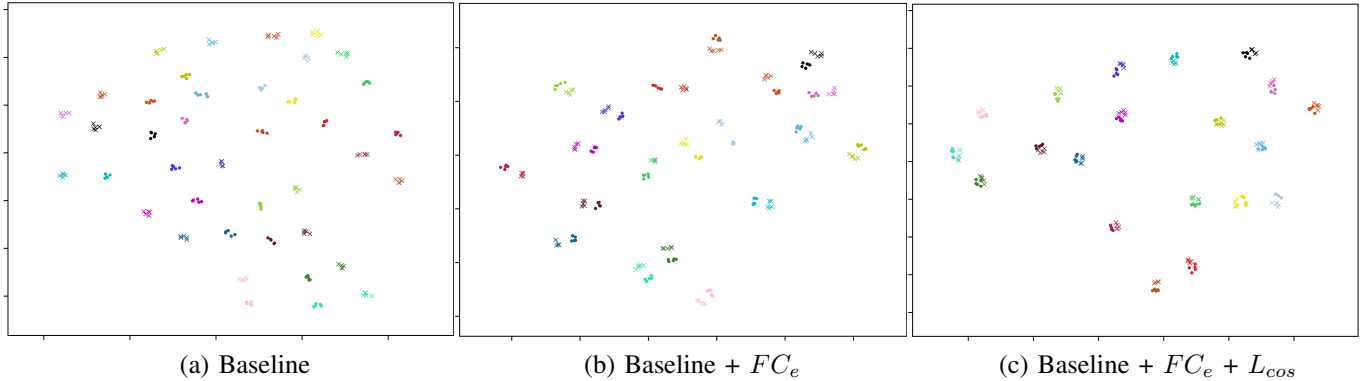 (a) Baseline
(b) Baseline + FC_e
(c) Baseline + FC_e + L_cos